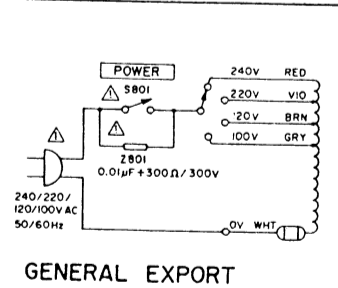 POWER
S801
240V RED
220V VIO
120V BRN
100V GRY
Z801
0.01µF+300Ω/300V
240/220/
120/100V AC
50/60Hz
0V WHT
GENERAL EXPORT